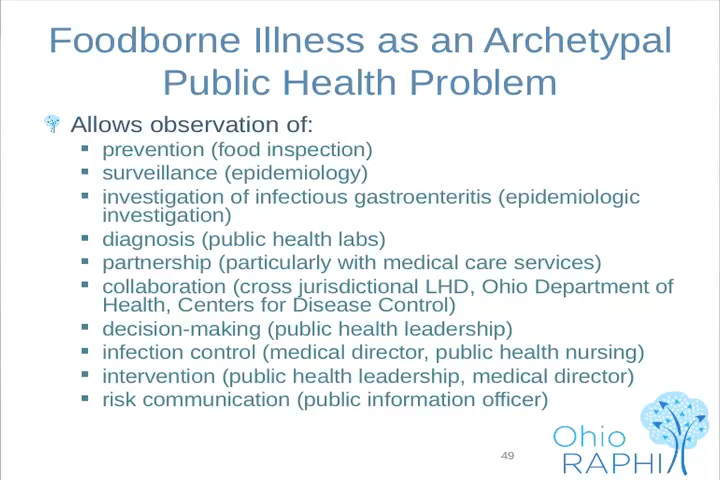 Foodborne Illness as an Archetypal
Public Health Problem
Allows observation of:
▪ prevention (food inspection)
▪ surveillance (epidemiology)
▪ investigation of infectious gastroenteritis (epidemiologic
investigation)
▪ diagnosis (public health labs)
▪ partnership (particularly with medical care services)
▪ collaboration (cross jurisdictional LHD, Ohio Department of
Health, Centers for Disease Control)
▪ decision-making (public health leadership)
▪ infection control (medical director, public health nursing)
▪ intervention (public health leadership, medical director)
▪ risk communication (public information officer)
49
Ohio
RAPHI